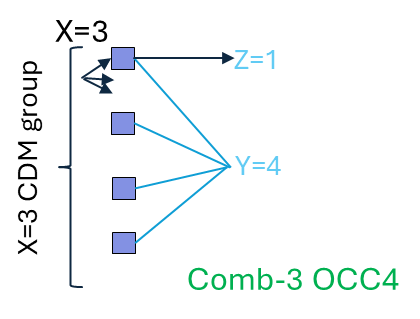 X=3
Z=1
X=3 CDM group
Y=4
Comb-3 OCC4